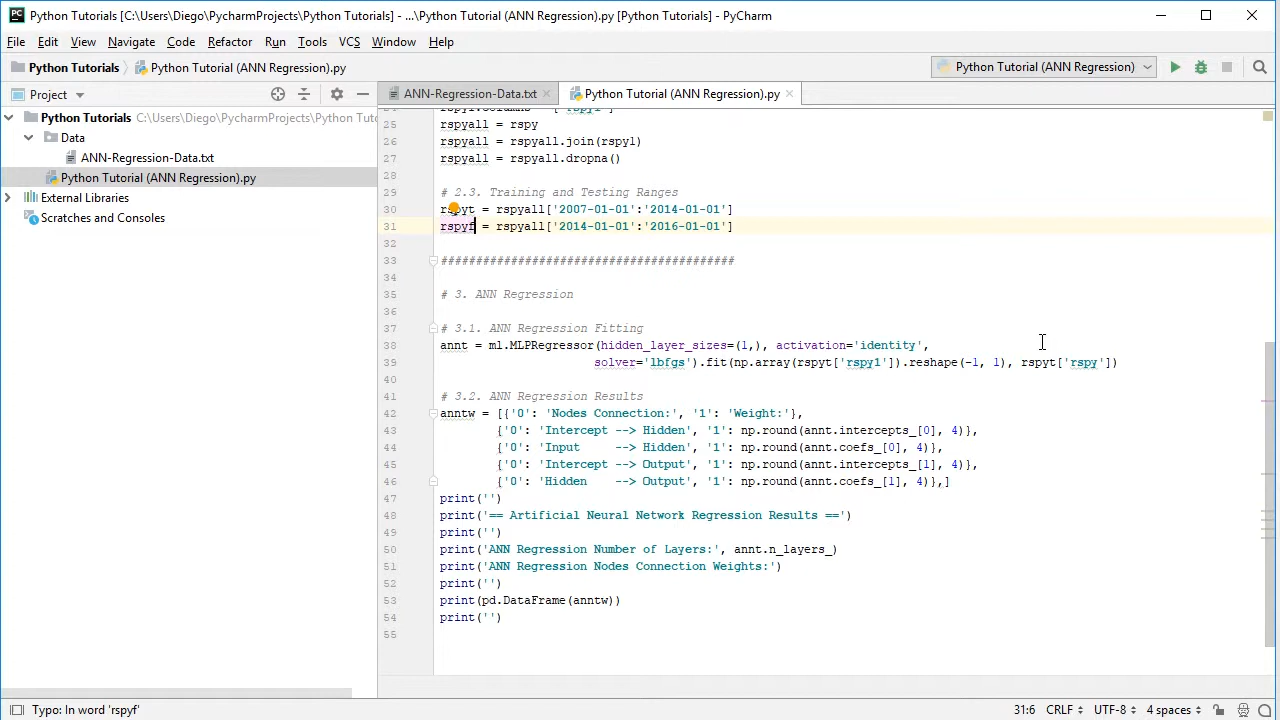 Python Tutorials [C:\Users\Diego\PycharmProjects\Python Tutorials] - ...\Python Tutorial (ANN Regression).py [Python Tutorials] - PyCharm
File Edit View Navigate Code Refactor Run Tools VCS Window Help
Python Tutorials Python Tutorial (ANN Regression).py Python Tutorial (ANN Regression)
Project ANN-Regression-Data.txt Python Tutorial (ANN Regression).py
Python Tutorials C:\Users\Diego\PycharmProjects\Python Tuto
Data
ANN-Regression-Data.txt
Python Tutorial (ANN Regression).py
External Libraries
Scratches and Consoles
25 rspyall = rspy
26 rspyall = rspyall.join(rspy1)
27 rspyall = rspyall.dropna()
28
29 # 2.3. Training and Testing Ranges
30 rspyt = rspyall['2007-01-01':'2014-01-01']
31 rspyf = rspyall['2014-01-01':'2016-01-01']
32
33 ##########################################
34
35 # 3. ANN Regression
36
37 # 3.1. ANN Regression Fitting
38 annt = ml.MLPRegressor(hidden_layer_sizes=(1,), activation='identity',
39 solver='lbfgs').fit(np.array(rspyt['rspy1']).reshape(-1, 1), rspyt['rspy'])
40
41 # 3.2. ANN Regression Results
42 anntw = [{'0': 'Nodes Connection:', '1': 'Weight:'},
43 {'0': 'Intercept --> Hidden', '1': np.round(annt.intercepts_[0], 4)},
44 {'0': 'Input     --> Hidden', '1': np.round(annt.coefs_[0], 4)},
45 {'0': 'Intercept --> Output', '1': np.round(annt.intercepts_[1], 4)},
46 {'0': 'Hidden    --> Output', '1': np.round(annt.coefs_[1], 4)},]
47 print('')
48 print('== Artificial Neural Network Regression Results ==')
49 print('')
50 print('ANN Regression Number of Layers:', annt.n_layers_)
51 print('ANN Regression Nodes Connection Weights:')
52 print('')
53 print(pd.DataFrame(anntw))
54 print('')
55
Typo: In word 'rspyf' 31:6 CRLF UTF-8 4 spaces